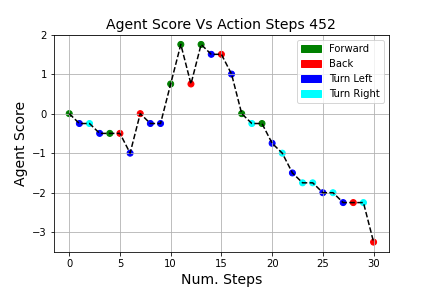 Agent Score Vs Action Steps 452
Forward
Back
Turn Left
Turn Right
Agent Score
2
1
0
−1
−2
−3
0 5 10 15 20 25 30
Num. Steps